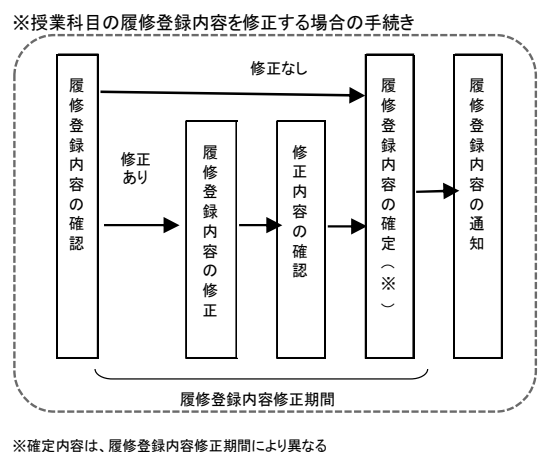 ※授業科目の履修登録内容を修正する場合の手続き
修正なし
履修登録内容の確認
修正
あり
履修登録内容の修正
修正内容の確認
履修登録内容の確定(※)
履修登録内容の通知
履修登録内容修正期間
※確定内容は、履修登録内容修正期間により異なる